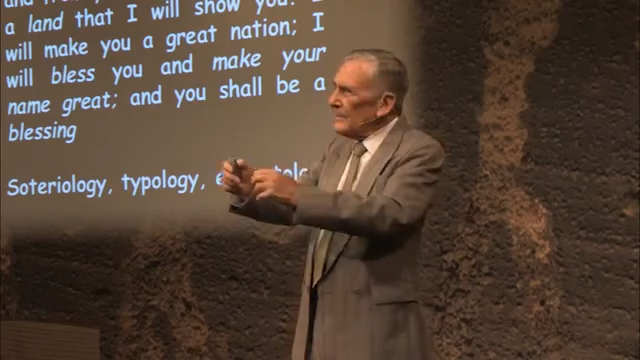 a land that I will show you. I
will make you a great nation; I
will bless you and make your
name great; and you shall be a
blessing
Soteriology, typology,